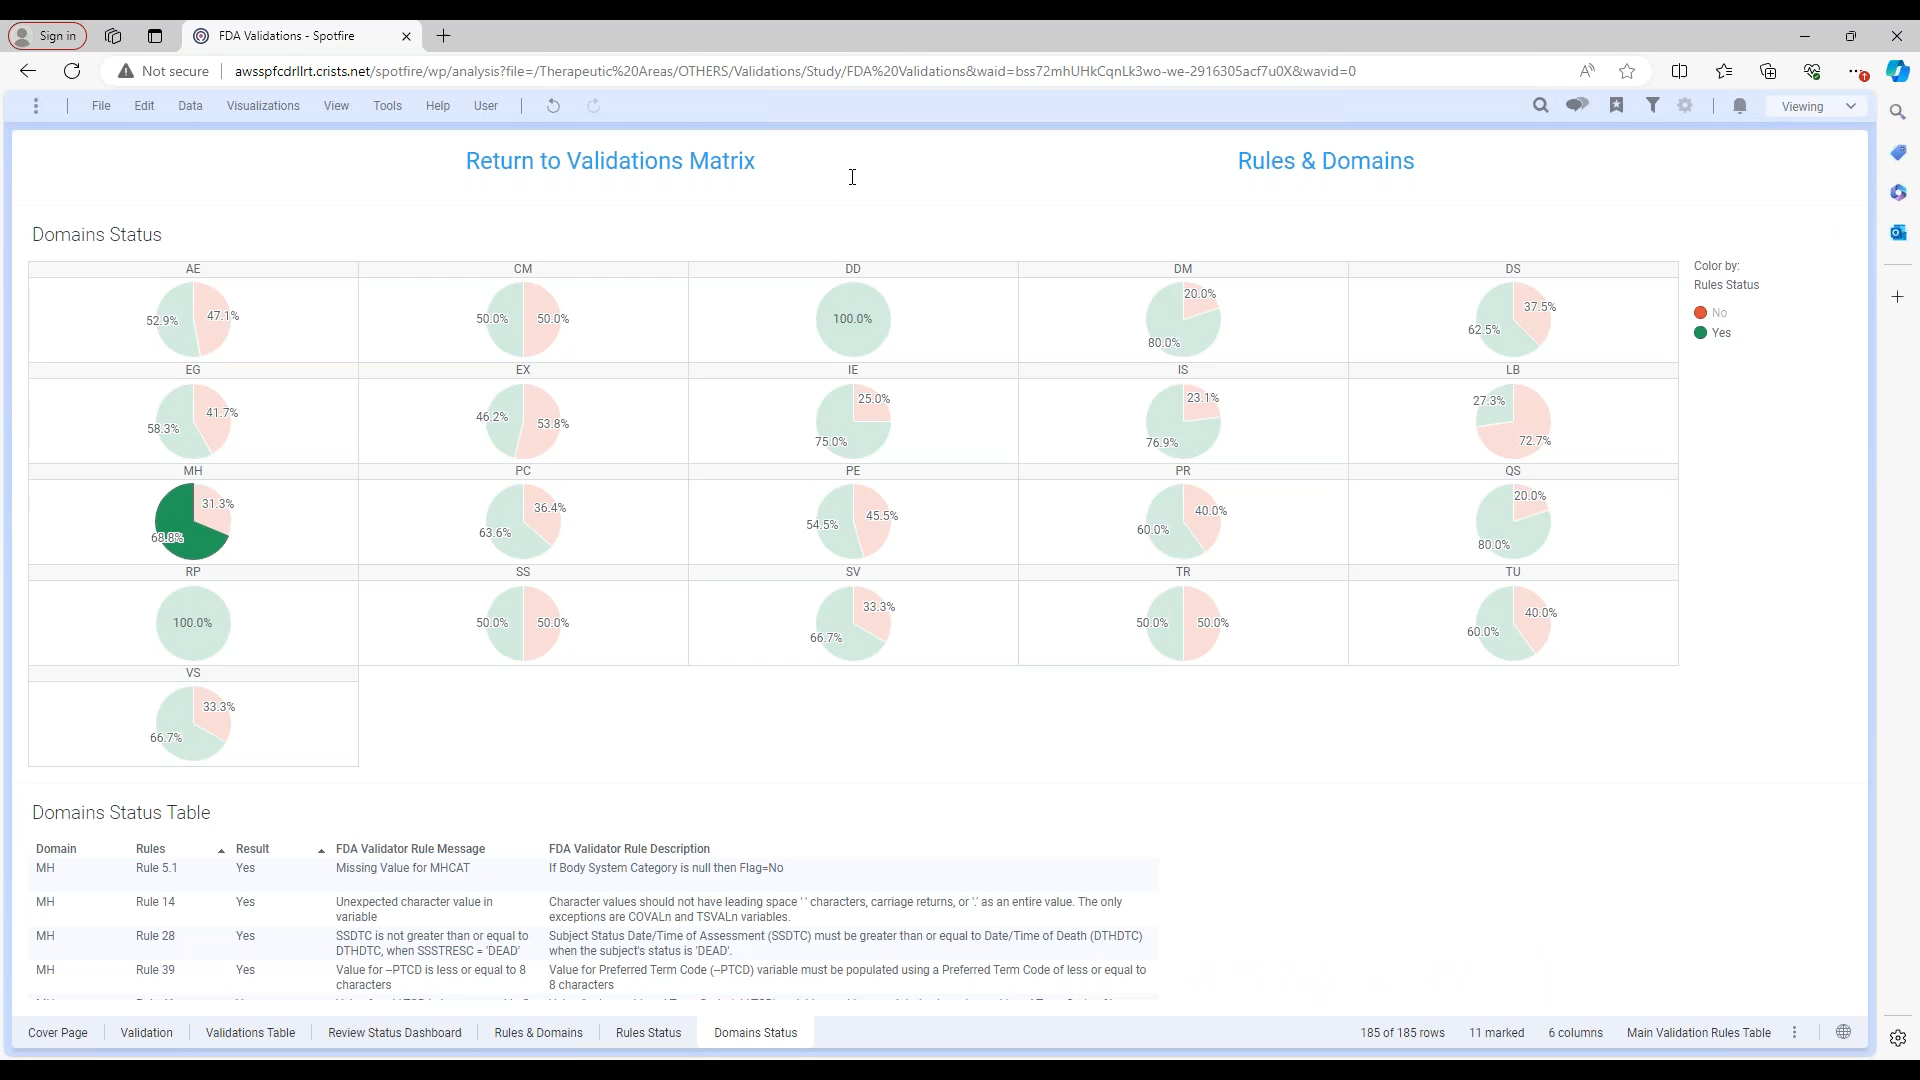 Sign in
FDA Validations - Spotfire
Not secure
awsspfcdrllrt.crists.net/spotfire/wp/analysis?file=/Therapeutic%20Areas/OTHERS/Validations/Study/FDA%20Validations&waid=bss72mhUHkCqnLk3wo-we-2916305acf7u0X&wavid=0
File Edit Data Visualizations View Tools Help User
Viewing
Return to Validations Matrix
Rules & Domains
Domains Status
AE CM DD DM DS
52.9% 47.1% 50.0% 50.0% 100.0% 20.0% 80.0% 37.5% 62.5%
EG EX IE IS LB
41.7% 58.3% 46.2% 53.8% 25.0% 75.0% 23.1% 76.9% 27.3% 72.7%
MH PC PE PR QS
31.3% 68.8% 36.4% 63.6% 54.5% 45.5% 40.0% 60.0% 20.0% 80.0%
RP SS SV TR TU
100.0% 50.0% 50.0% 33.3% 66.7% 50.0% 50.0% 40.0% 60.0%
VS
33.3% 66.7%
Color by:
Rules Status
No
Yes
Domains Status Table
Domain Rules Result FDA Validator Rule Message FDA Validator Rule Description
MH Rule 5.1 Yes Missing Value for MHCAT If Body System Category is null then Flag=No
MH Rule 14 Yes Unexpected character value in Character values should not have leading space ' ' characters, carriage returns, or '.' as an entire value. The only
variable exceptions are COVALn and TSVALn variables.
MH Rule 28 Yes SSDTC is not greater than or equal to Subject Status Date/Time of Assessment (SSDTC) must be greater than or equal to Date/Time of Death (DTHDTC)
DTHDTC, when SSSTRESC = 'DEAD' when the subject's status is 'DEAD'.
MH Rule 39 Yes Value for --PTCD is less or equal to 8 Value for Preferred Term Code (--PTCD) variable must be populated using a Preferred Term Code of less or equal to
characters 8 characters
Cover Page Validation Validations Table Review Status Dashboard Rules & Domains Rules Status Domains Status
185 of 185 rows 11 marked 6 columns Main Validation Rules Table